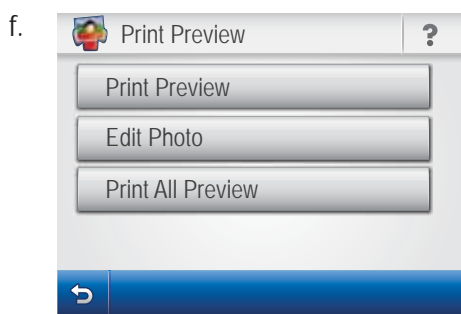 f.
Print Preview ?
Print Preview
Edit Photo
Print All Preview